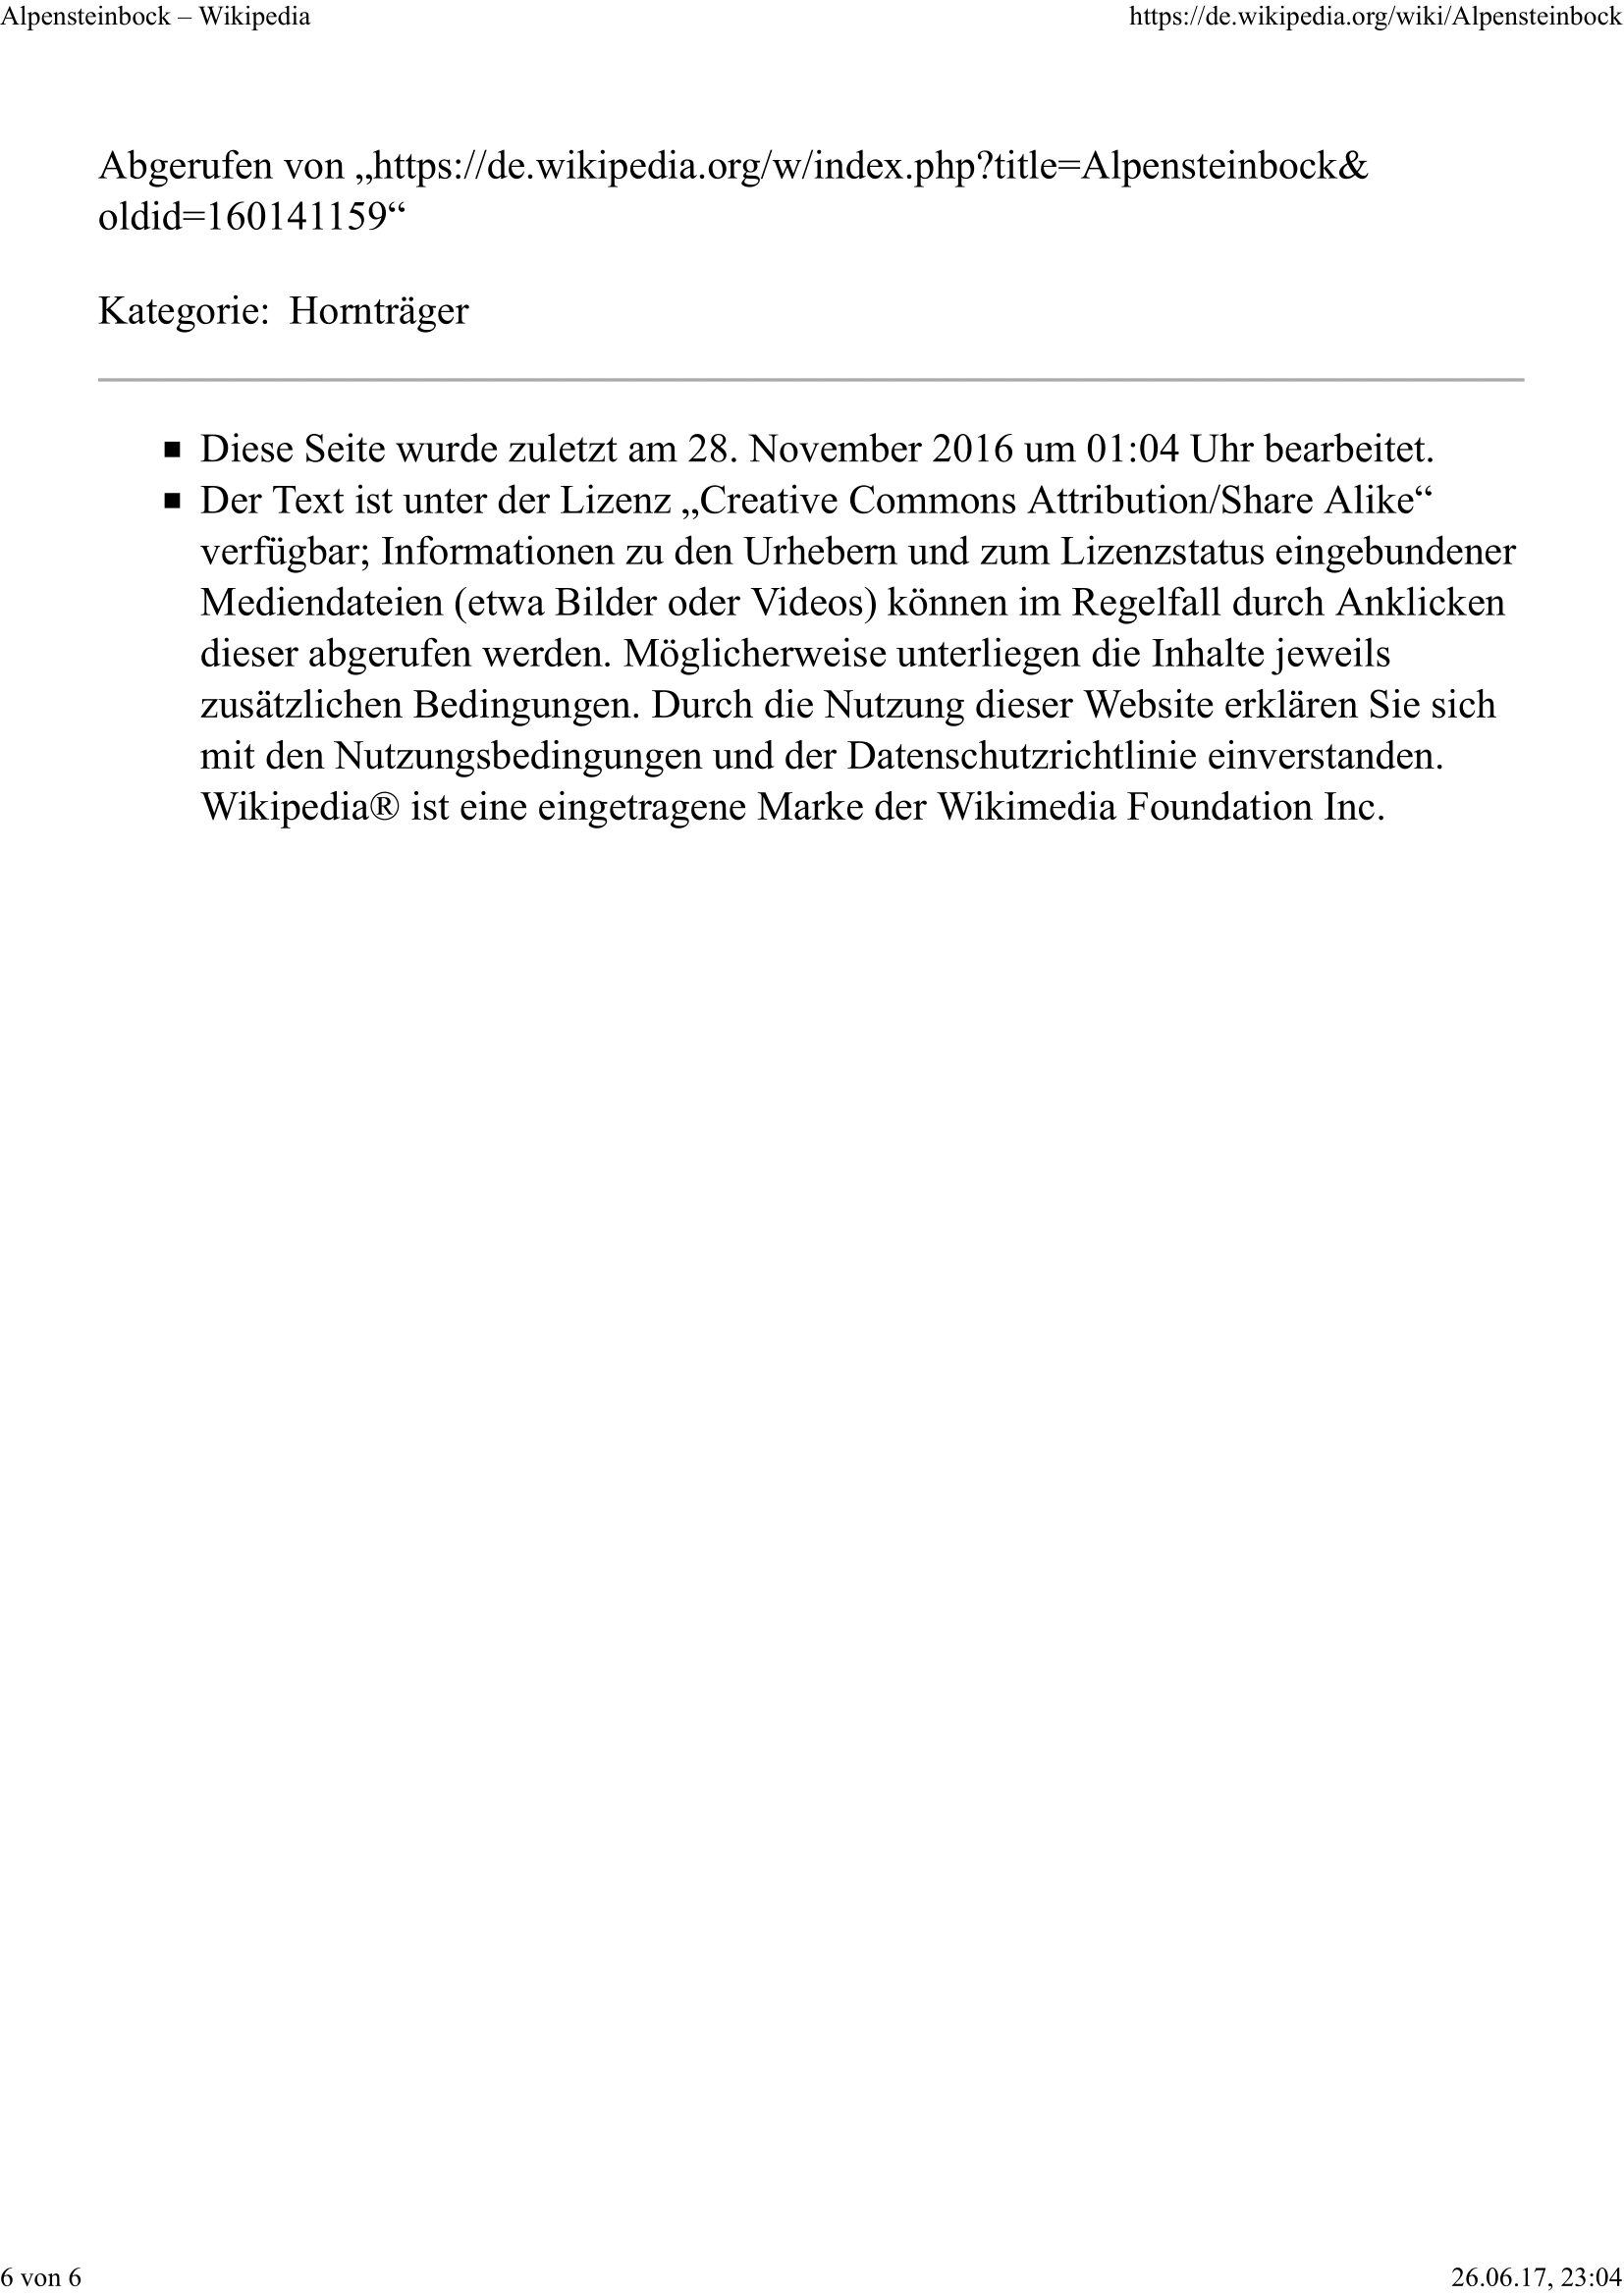 Alpensteinbock – Wikipedia
https://de.wikipedia.org/wiki/Alpensteinbock
Abgerufen von „https://de.wikipedia.org/w/index.php?title=Alpensteinbock&
oldid=160141159“
Kategorie: Hornträger
▪ Diese Seite wurde zuletzt am 28. November 2016 um 01:04 Uhr bearbeitet.
▪ Der Text ist unter der Lizenz „Creative Commons Attribution/Share Alike“
verfügbar; Informationen zu den Urhebern und zum Lizenzstatus eingebundener
Mediendateien (etwa Bilder oder Videos) können im Regelfall durch Anklicken
dieser abgerufen werden. Möglicherweise unterliegen die Inhalte jeweils
zusätzlichen Bedingungen. Durch die Nutzung dieser Website erklären Sie sich
mit den Nutzungsbedingungen und der Datenschutzrichtlinie einverstanden.
Wikipedia® ist eine eingetragene Marke der Wikimedia Foundation Inc.
6 von 6
26.06.17, 23:04